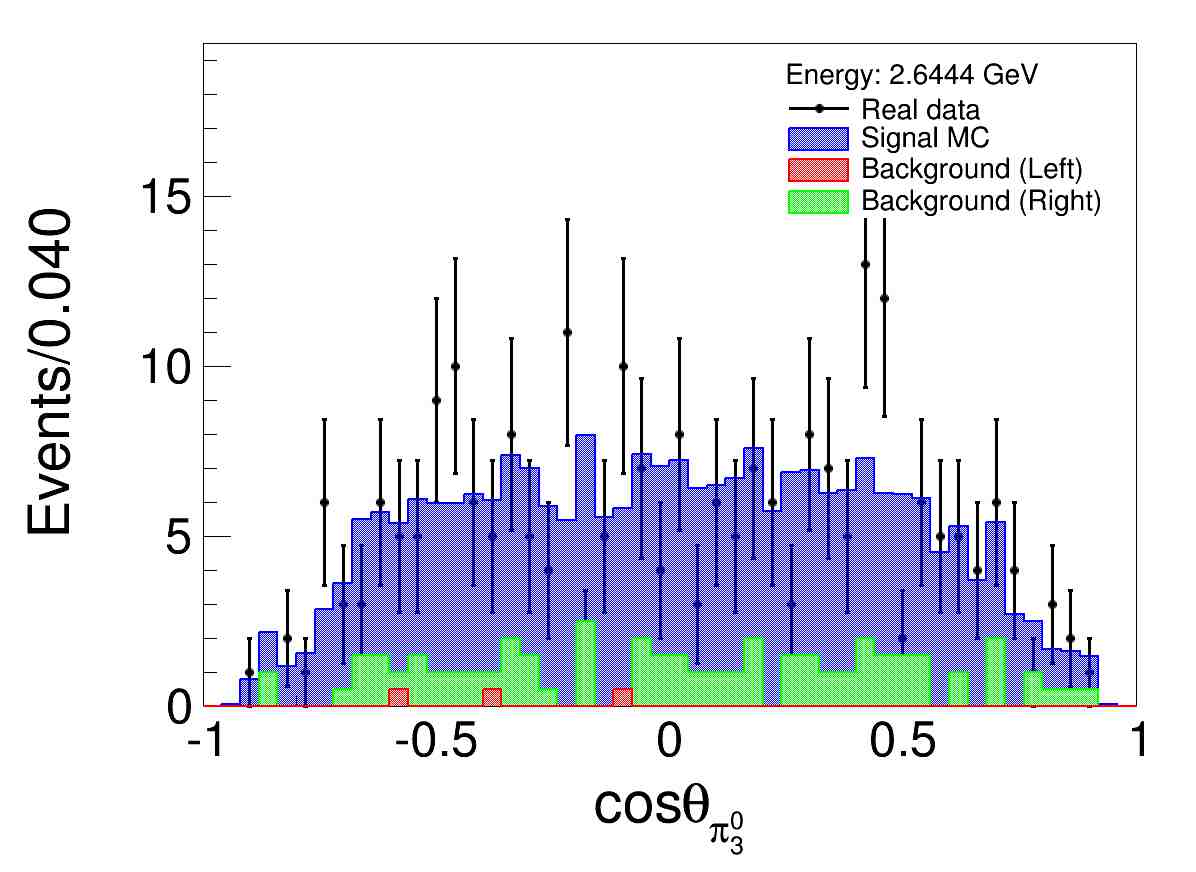 Energy: 2.6444 GeV
Real data
Signal MC
Background (Left)
Background (Right)
Events/0.040
15
10
5
0
-1
-0.5
0
0.5
1
cosθπ⁰₃